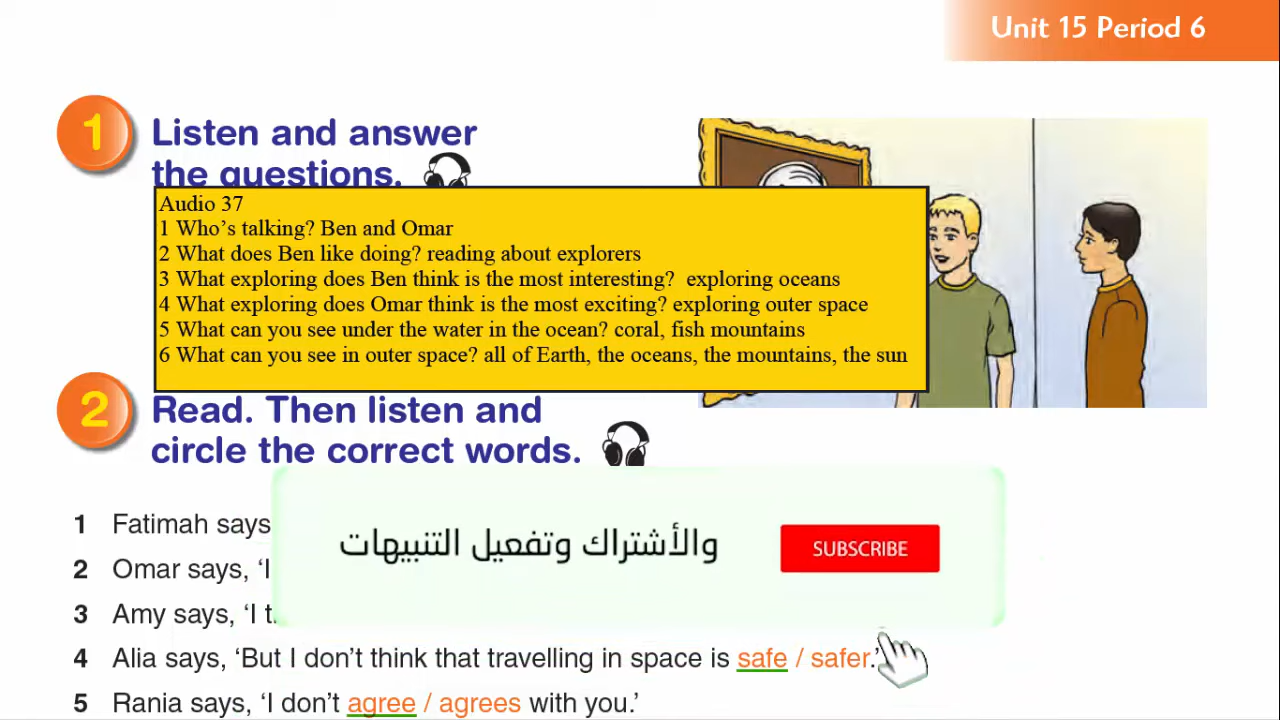 Unit 15 Period 6
1
Listen and answer
the questions.
Audio 37
1 Who's talking? Ben and Omar
2 What does Ben like doing? reading about explorers
3 What exploring does Ben think is the most interesting?  exploring oceans
4 What exploring does Omar think is the most exciting? exploring outer space
5 What can you see under the water in the ocean? coral, fish mountains
6 What can you see in outer space? all of Earth, the oceans, the mountains, the sun
2
Read. Then listen and
circle the correct words.
1 Fatimah says
2 Omar says, ‘I
3 Amy says, ‘I t
والأشتراك وتفعيل التنبيهات
SUBSCRIBE
4 Alia says, ‘But I don’t think that travelling in space is safe / safer.’
5 Rania says, ‘I don’t agree / agrees with you.’